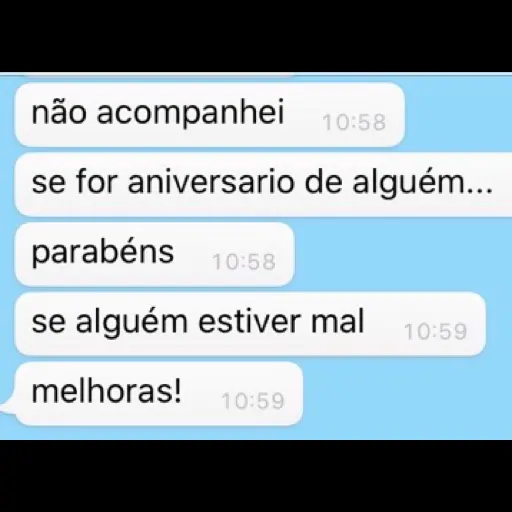 não acompanhei 10:58
se for aniversario de alguém...
parabéns 10:58
se alguém estiver mal 10:59
melhoras! 10:59